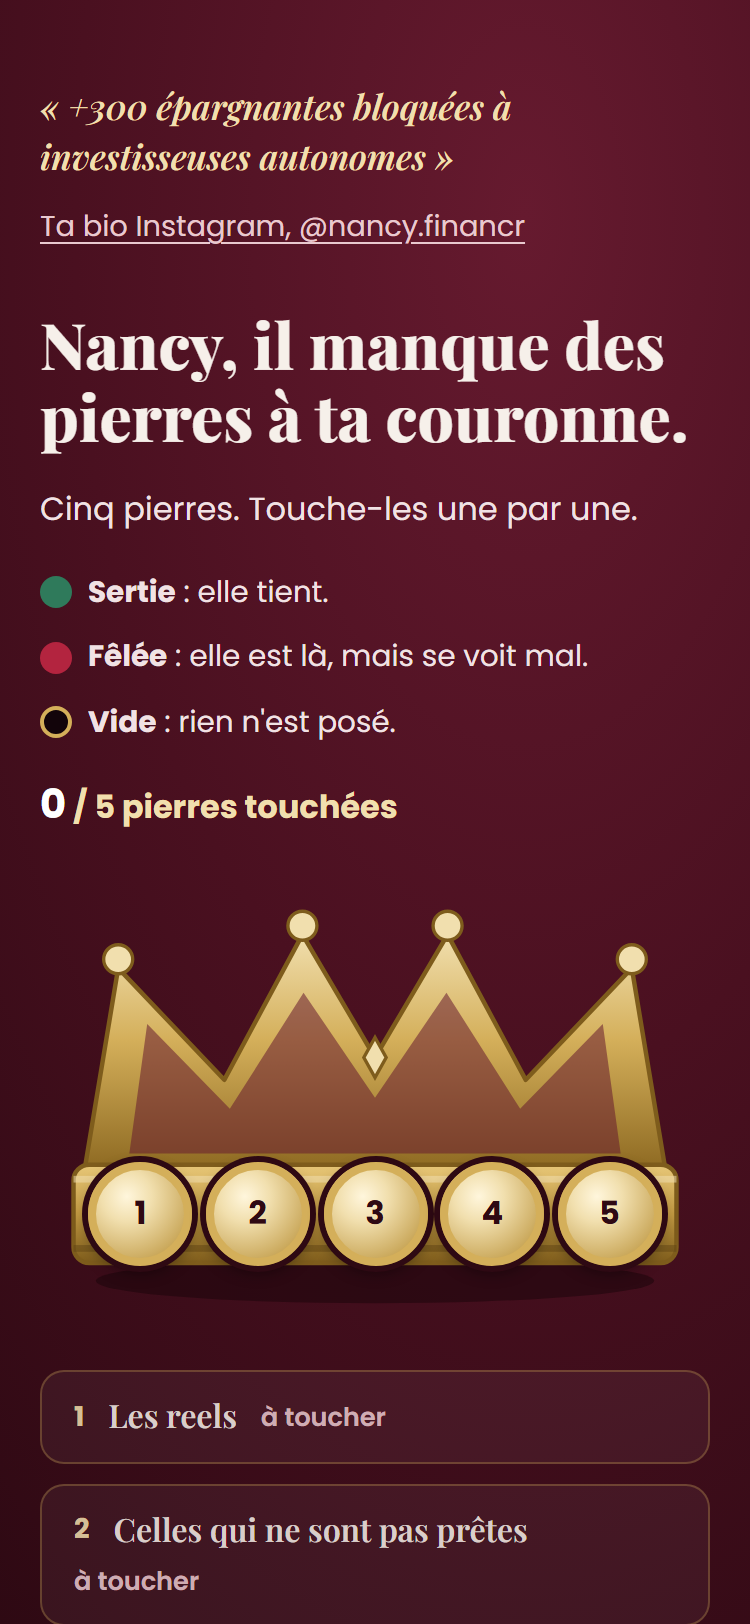 « +300 épargnantes bloquées à
investisseuses autonomes »
Ta bio Instagram, @nancy.financr
Nancy, il manque des
pierres à ta couronne.
Cinq pierres. Touche-les une par une.
Sertie : elle tient.
Fêlée : elle est là, mais se voit mal.
Vide : rien n'est posé.
0 / 5 pierres touchées
1 2 3 4 5
1 Les reels à toucher
2 Celles qui ne sont pas prêtes
à toucher